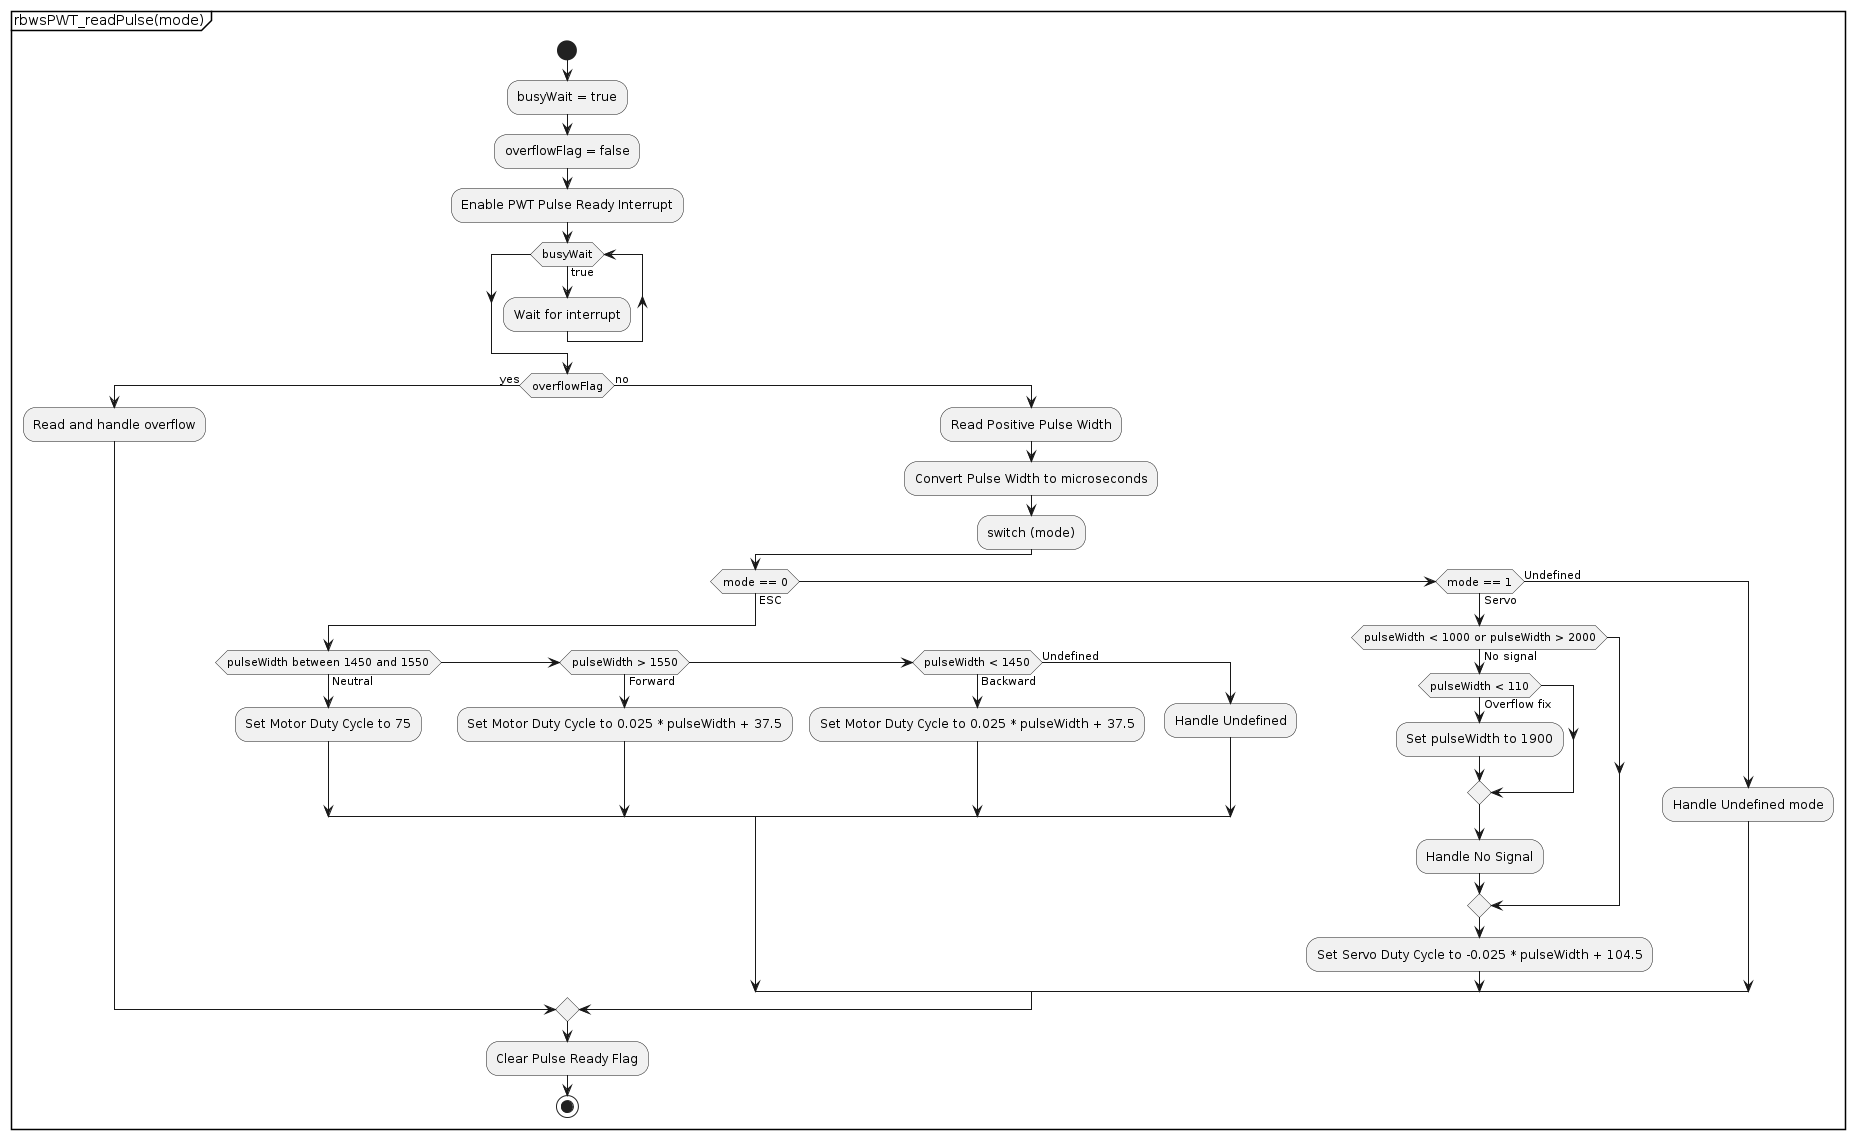 rbwsPWT_readPulse(mode)
busyWait = true
overflowFlag = false
Enable PWT Pulse Ready Interrupt
busyWait
true
Wait for interrupt
yes
overflowFlag
no
Read and handle overflow
Read Positive Pulse Width
Convert Pulse Width to microseconds
switch (mode)
mode == 0
ESC
mode == 1
Undefined
Servo
pulseWidth between 1450 and 1550
Neutral
Set Motor Duty Cycle to 75
pulseWidth > 1550
Forward
Set Motor Duty Cycle to 0.025 * pulseWidth + 37.5
pulseWidth < 1450
Undefined
Backward
Set Motor Duty Cycle to 0.025 * pulseWidth + 37.5
Handle Undefined
pulseWidth < 1000 or pulseWidth > 2000
No signal
pulseWidth < 110
Overflow fix
Set pulseWidth to 1900
Handle No Signal
Set Servo Duty Cycle to -0.025 * pulseWidth + 104.5
Handle Undefined mode
Clear Pulse Ready Flag